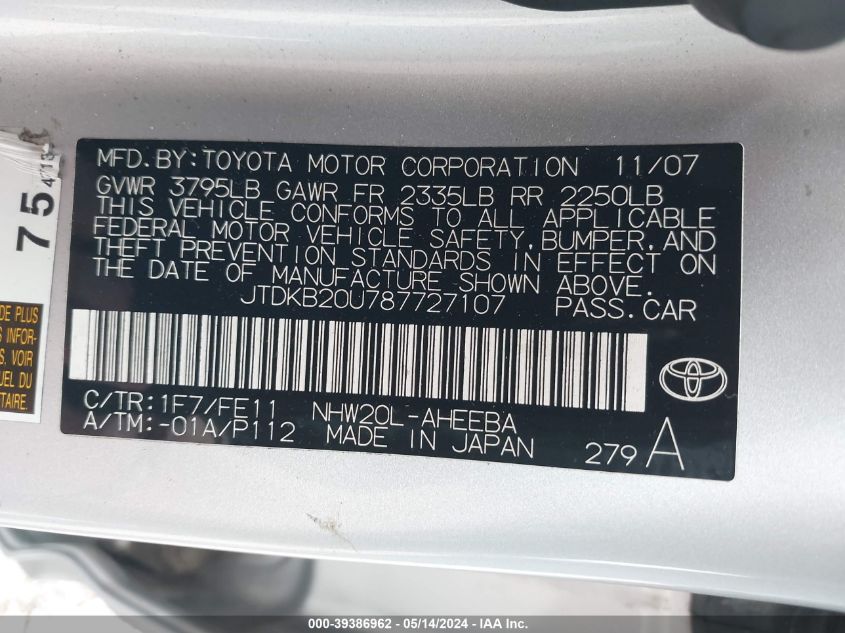 MFD. BY: TOYOTA MOTOR CORPORATION 11/07
GVWR 3795LB GAWR FR 2335LB RR 2250LB
THIS VEHICLE CONFORMS TO ALL APPLICABLE
FEDERAL MOTOR VEHICLE SAFETY, BUMPER, AND
THEFT PREVENTION STANDARDS IN EFFECT ON
THE DATE OF MANUFACTURE SHOWN ABOVE.
JTDKB20U787727107 PASS.CAR
C/TR:1F7/FE11 NHW20L-AHEEBA
A/TM:-01A/P112 MADE IN JAPAN
279 A
75
DE PLUS
S INFOR-
S. VOIR
UEL DU
TAIRE.
000-39386962 - 05/14/2024 - IAA Inc.